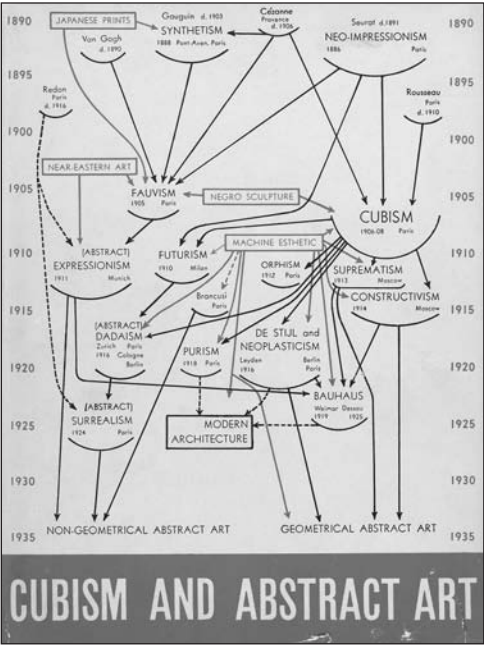 1890
JAPANESE PRINTS
Gauguin d. 1903
SYNTHETISM
1888 Pont-Aven, Paris
Cézanne
Provence
d. 1906
Seurat d. 1891
NEO-IMPRESSIONISM
1886 Paris
1890
Van Gogh
d. 1890
1895
1895
Redon
Paris
d. 1916
Rousseau
Paris
d. 1910
1900
1900
NEAR-EASTERN ART
1905
FAUVISM
1905 Paris
NEGRO SCULPTURE
1905
CUBISM
1906-08 Paris
1910
(ABSTRACT)
EXPRESSIONISM
1911 Munich
FUTURISM
1910 Milan
MACHINE ESTHETIC
ORPHISM
1912 Paris
SUPREMATISM
1913 Moscow
1910
Brancusi
Paris
CONSTRUCTIVISM
1914 Moscow
1915
(ABSTRACT)
DADAISM
Zurich Paris
1916 Cologne
Berlin
PURISM
1918 Paris
DE STIJL and
NEOPLASTICISM
Leyden Berlin
1916 Paris
1915
1920
BAUHAUS
Weimar Dessau
1919 1925
1920
(ABSTRACT)
SURREALISM
1924 Paris
MODERN
ARCHITECTURE
1925
1925
1930
1930
1935
NON-GEOMETRICAL ABSTRACT ART
GEOMETRICAL ABSTRACT ART
1935
CUBISM AND ABSTRACT ART